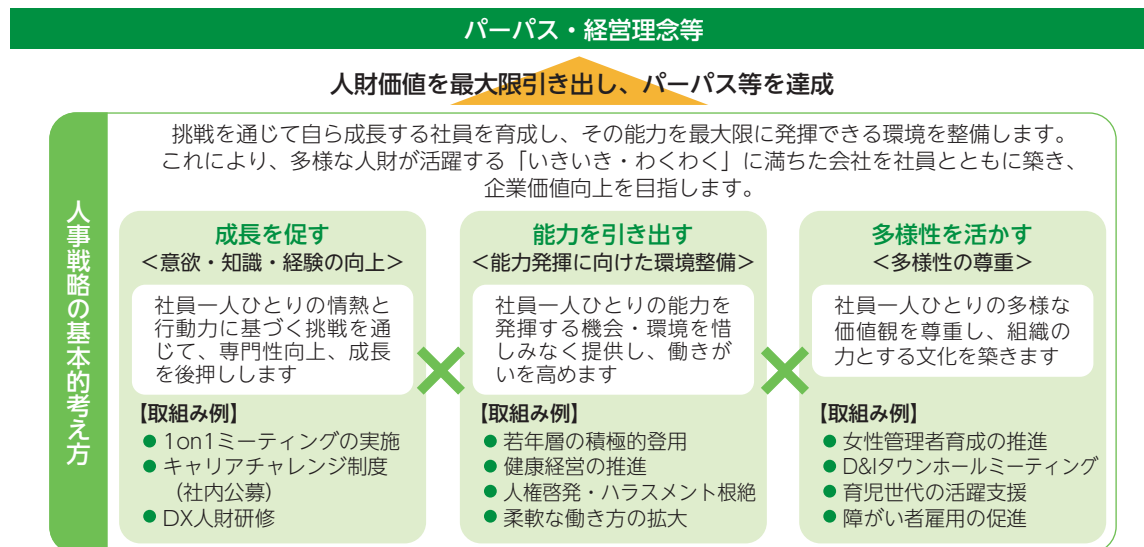 パーパス・経営理念等
人財価値を最大限引き出し、パーパス等を達成
人事戦略の基本的考え方
挑戦を通じて自ら成長する社員を育成し、その能力を最大限に発揮できる環境を整備します。
これにより、多様な人財が活躍する「いきいき・わくわく」に満ちた会社を社員とともに築き、
企業価値向上を目指します。
成長を促す
＜意欲・知識・経験の向上＞
社員一人ひとりの情熱と
行動力に基づく挑戦を通
じて、専門性向上、成長
を後押しします
【取組み例】
● 1on1ミーティングの実施
● キャリアチャレンジ制度
（社内公募）
● DX人財研修
×
能力を引き出す
＜能力発揮に向けた環境整備＞
社員一人ひとりの能力を
発揮する機会・環境を惜
しみなく提供し、働きが
いを高めます
【取組み例】
● 若年層の積極的登用
● 健康経営の推進
● 人権啓発・ハラスメント根絶
● 柔軟な働き方の拡大
×
多様性を活かす
＜多様性の尊重＞
社員一人ひとりの多様な
価値観を尊重し、組織の
力とする文化を築きます
【取組み例】
● 女性管理者育成の推進
● D&Iタウンホールミーティング
● 育児世代の活躍支援
● 障がい者雇用の促進